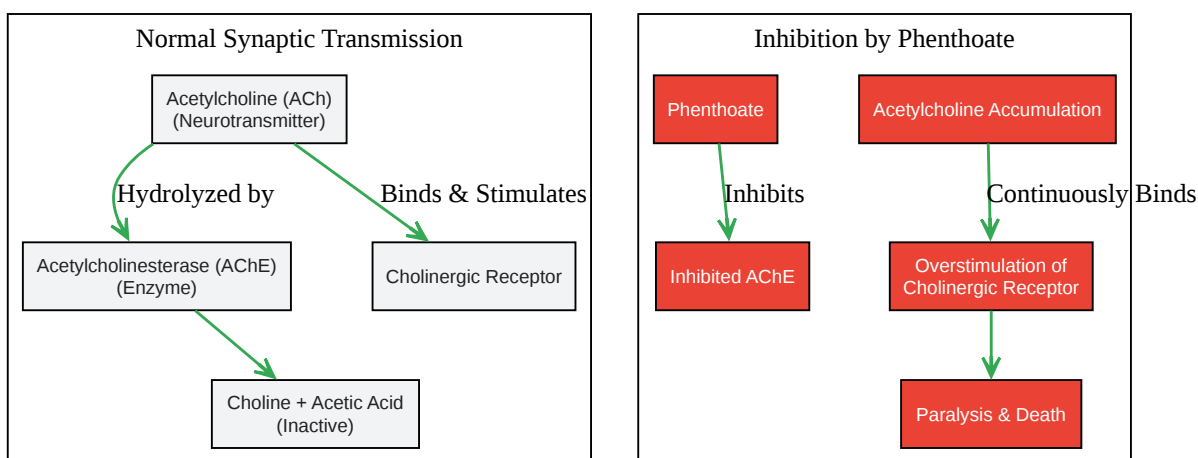 Normal Synaptic Transmission
Acetylcholine (ACh)
(Neurotransmitter)
Hydrolyzed by
Binds & Stimulates
Acetylcholinesterase (AChE)
(Enzyme)
Cholinergic Receptor
Choline + Acetic Acid
(Inactive)
Inhibition by Phenthoate
Phenthoate
Acetylcholine Accumulation
Inhibits
Continuously Binds
Inhibited AChE
Overstimulation of
Cholinergic Receptor
Paralysis & Death